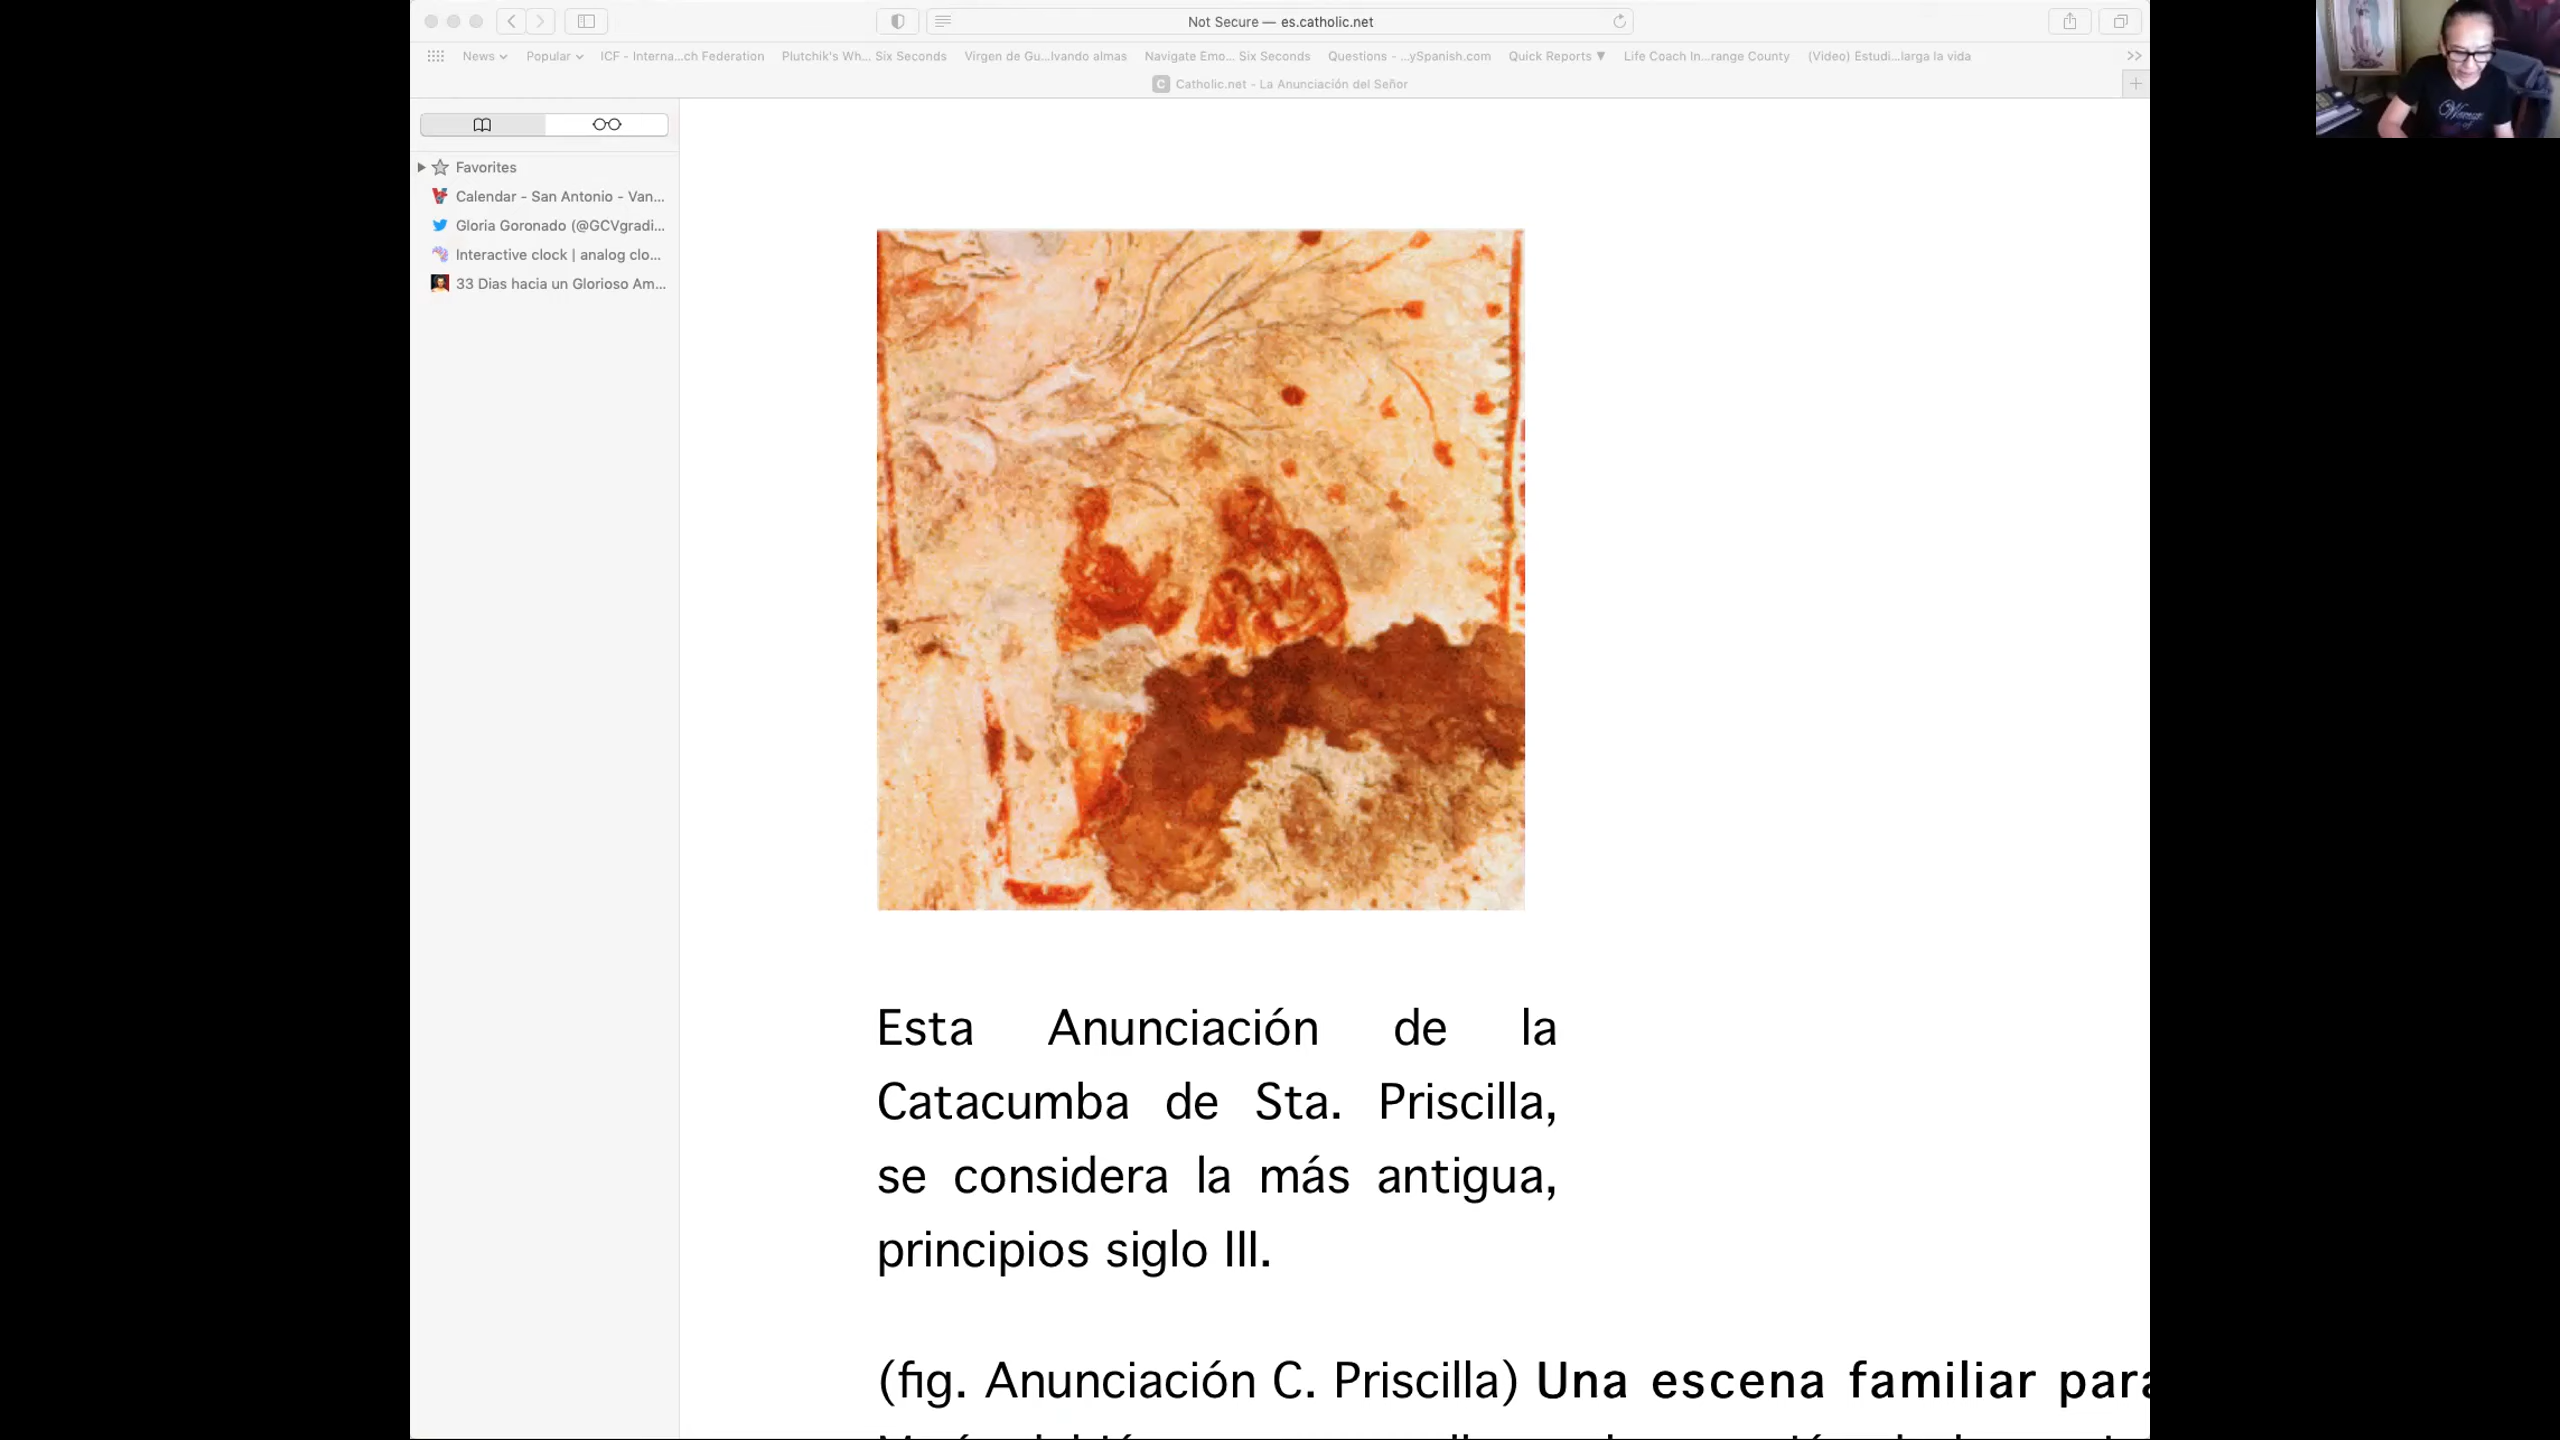 Not Secure — es.catholic.net
News Popular ICF - Interna...ch Federation Plutchik's Wh... Six Seconds Virgen de Gu...lvando almas Navigate Emo... Six Seconds Questions - ...ySpanish.com Quick Reports ▼ Life Coach In...range County (Video) Estudi...larga la vida >>
C Catholic.net - La Anunciación del Señor
Favorites
Calendar - San Antonio - Van...
Gloria Goronado (@GCVgradi...
Interactive clock | analog clo...
33 Dias hacia un Glorioso Am...
Esta Anunciación de la
Catacumba de Sta. Priscilla,
se considera la más antigua,
principios siglo III.
(fig. Anunciación C. Priscilla) Una escena familiar para